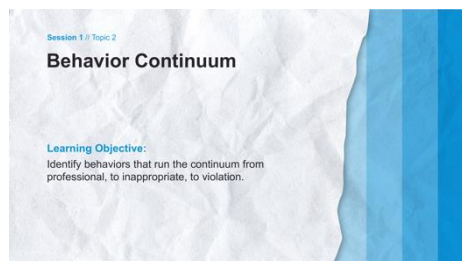 Session 1 // Topic 2
Behavior Continuum
Learning Objective:
Identify behaviors that run the continuum from
professional, to inappropriate, to violation.